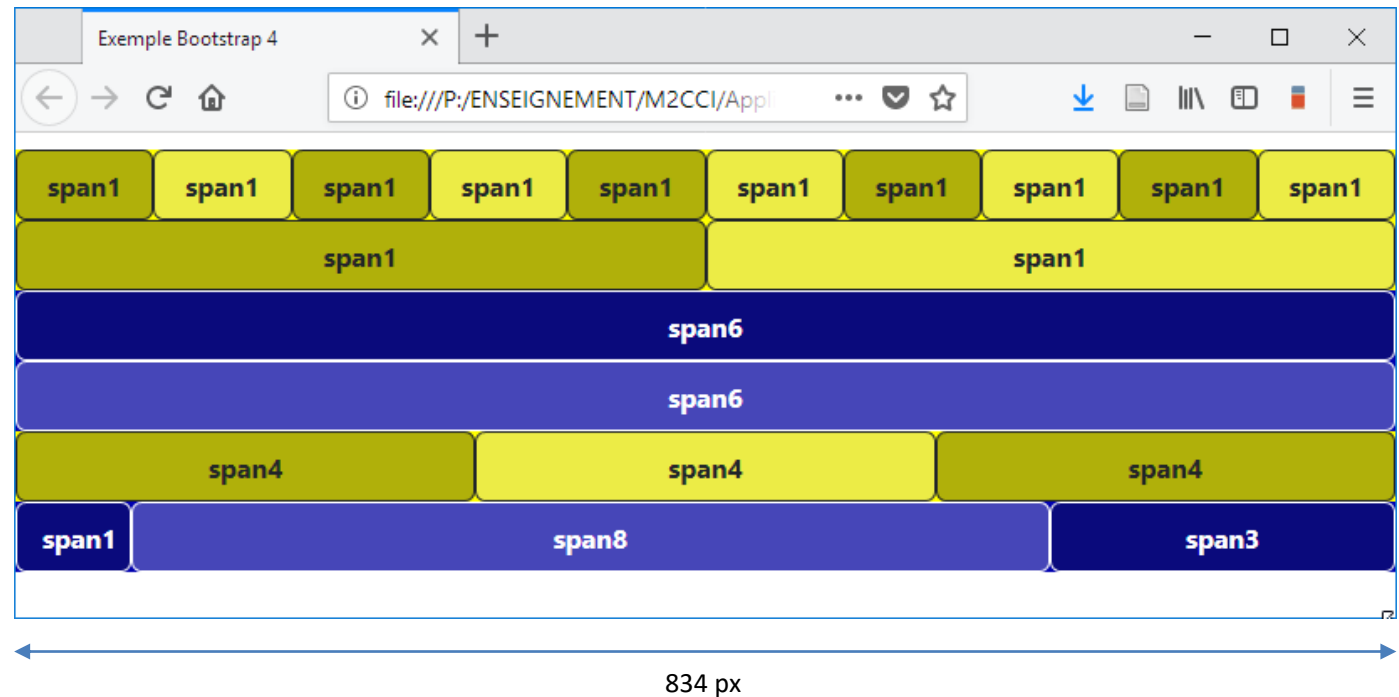 Exemple Bootstrap 4
file:///P:/ENSEIGNEMENT/M2CCI/Appli
span1 span1 span1 span1 span1 span1 span1 span1 span1 span1
span1 span1
span6
span6
span4 span4 span4
span1 span8 span3
834 px